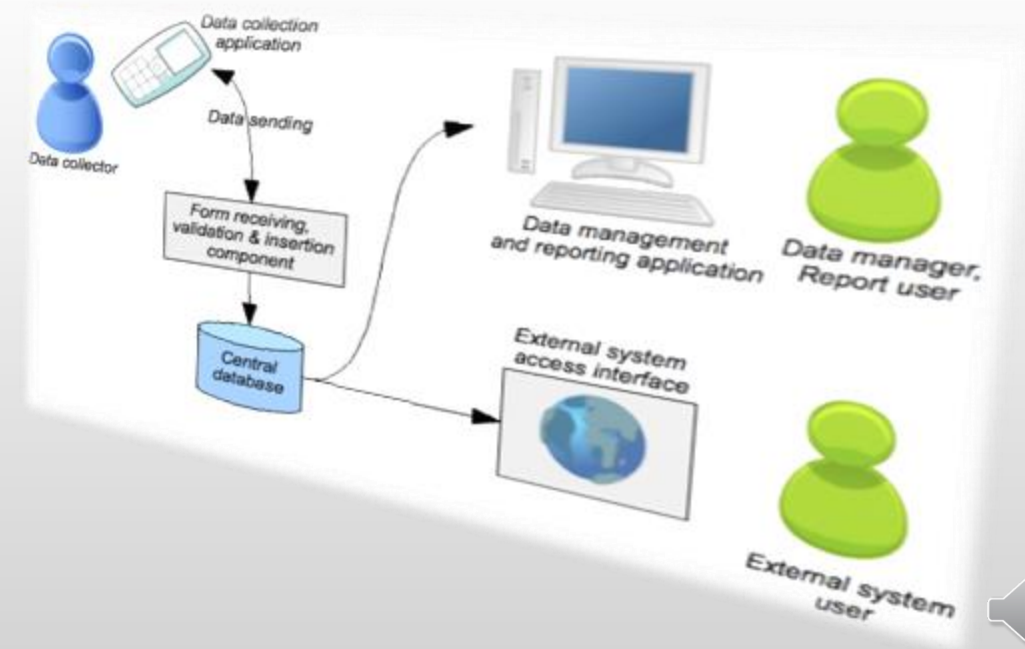 Data collection
application
Data sending
Data collector
Form receiving,
validation & insertion
component
Central
database
Data management
and reporting application
Data manager,
Report user
External system
access interface
External system
user